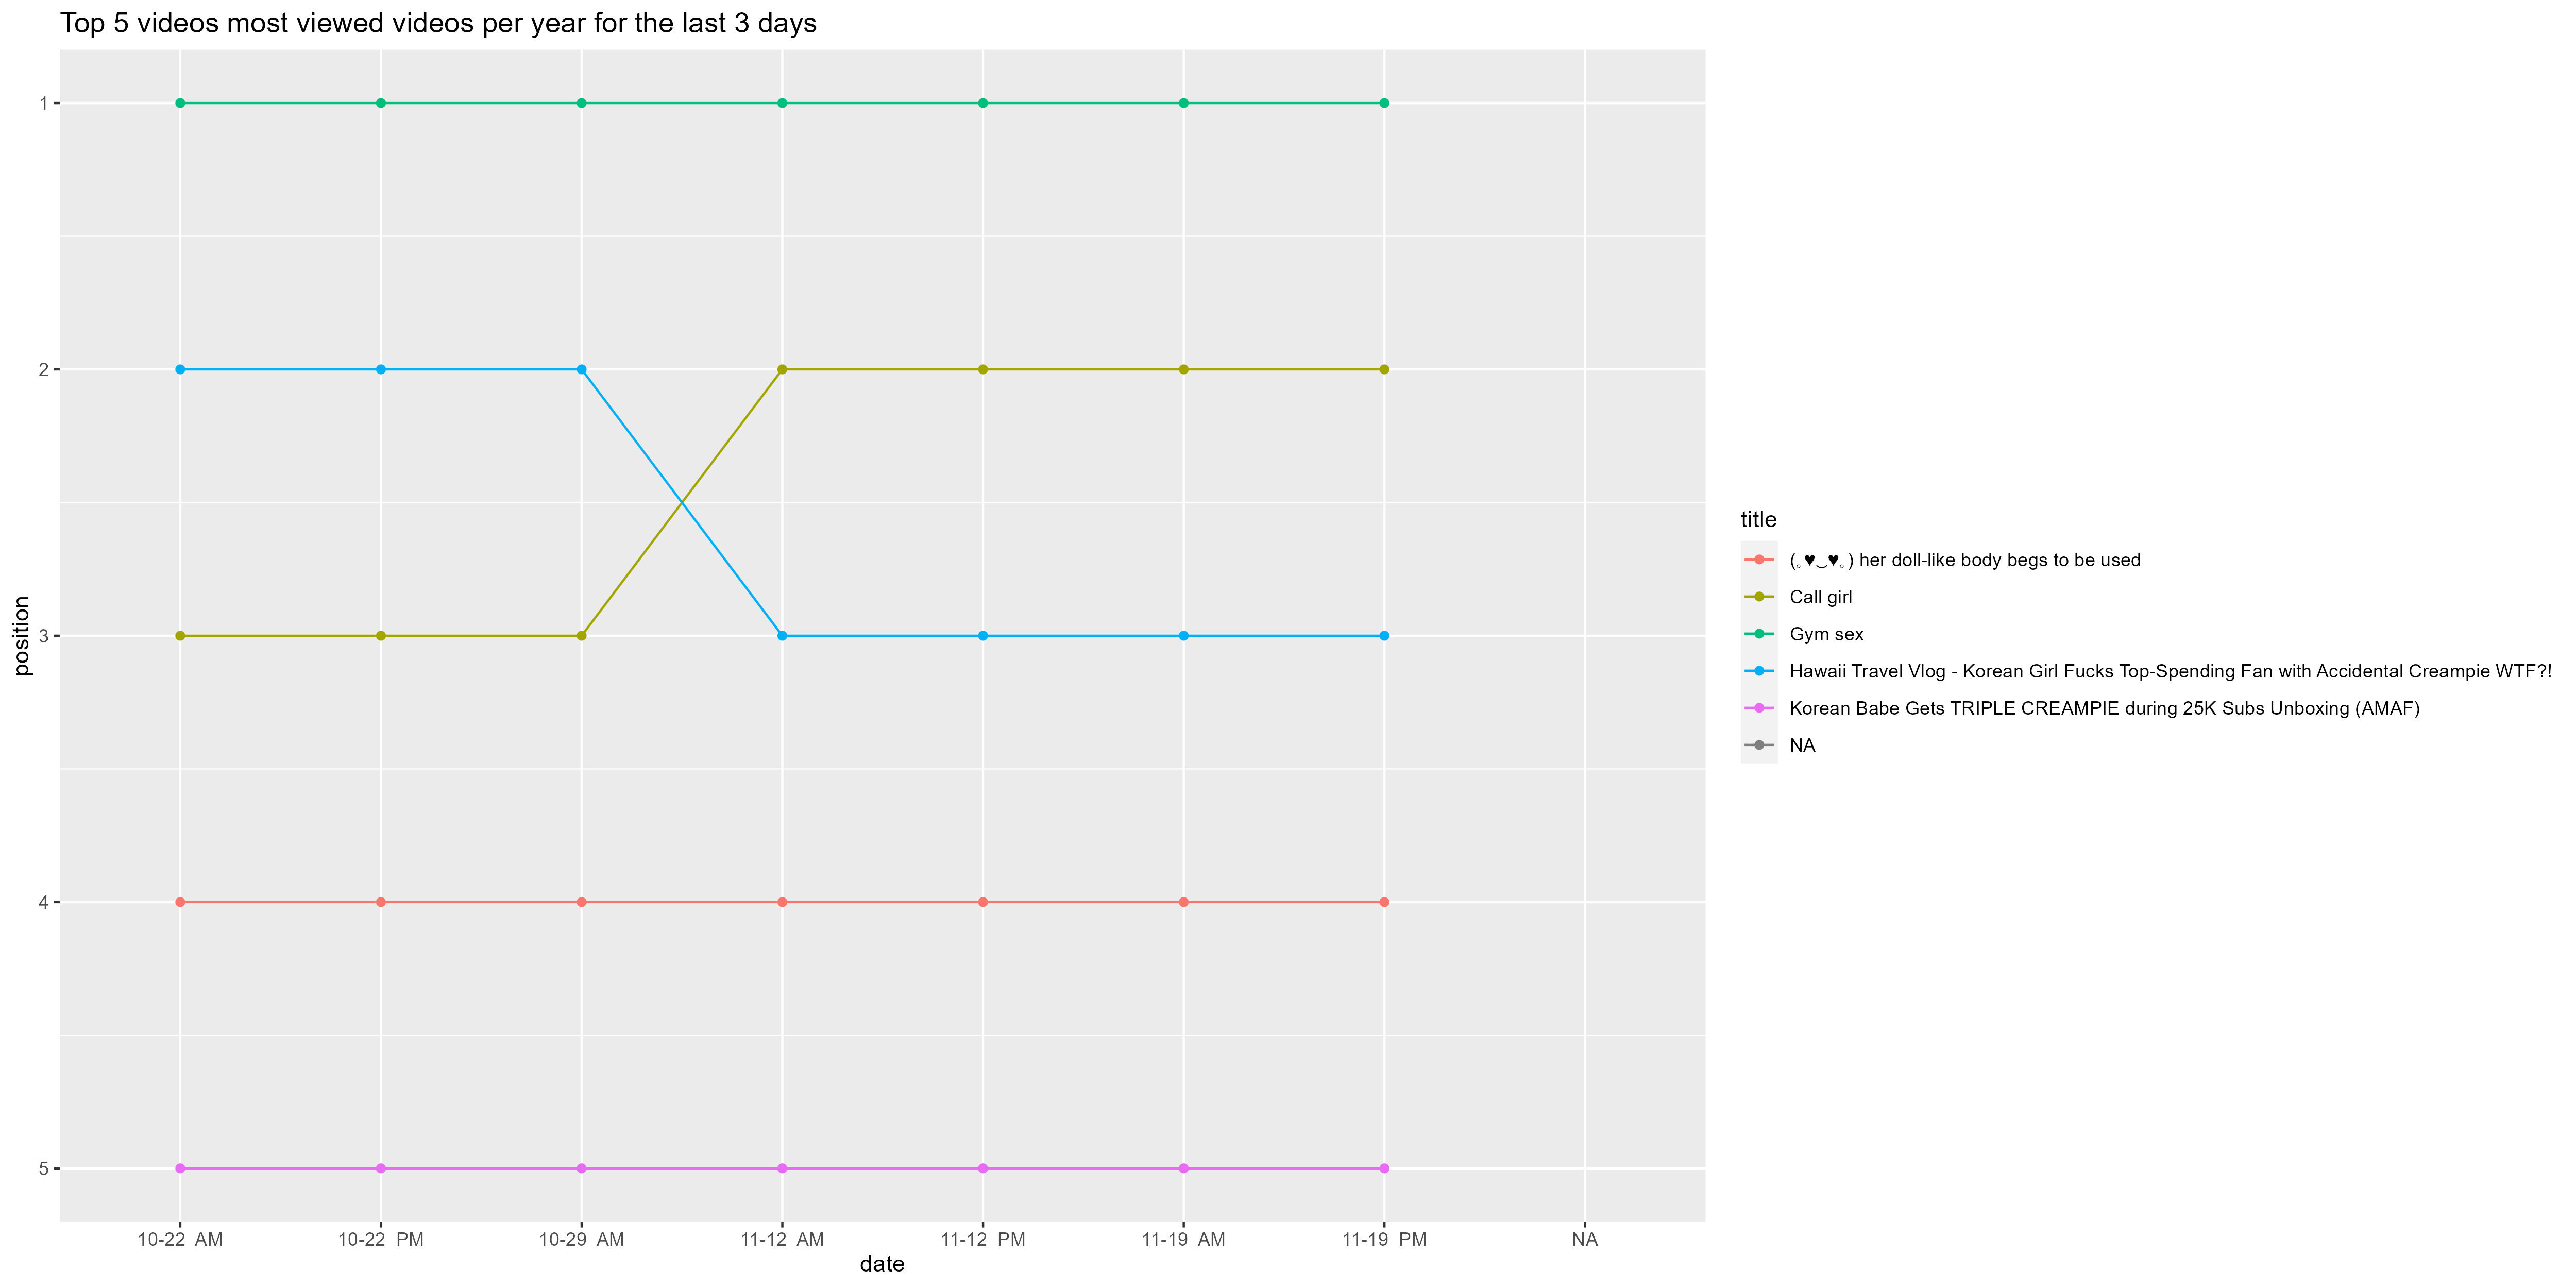 Top 5 videos most viewed videos per year for the last 3 days
position
1
2
3
4
5
10-22 AM
10-22 PM
10-29 AM
11-12 AM
11-12 PM
11-19 AM
11-19 PM
NA
date
title
(｡♥‿♥｡) her doll-like body begs to be used
Call girl
Gym sex
Hawaii Travel Vlog - Korean Girl Fucks Top-Spending Fan with Accidental Creampie WTF?!
Korean Babe Gets TRIPLE CREAMPIE during 25K Subs Unboxing (AMAF)
NA